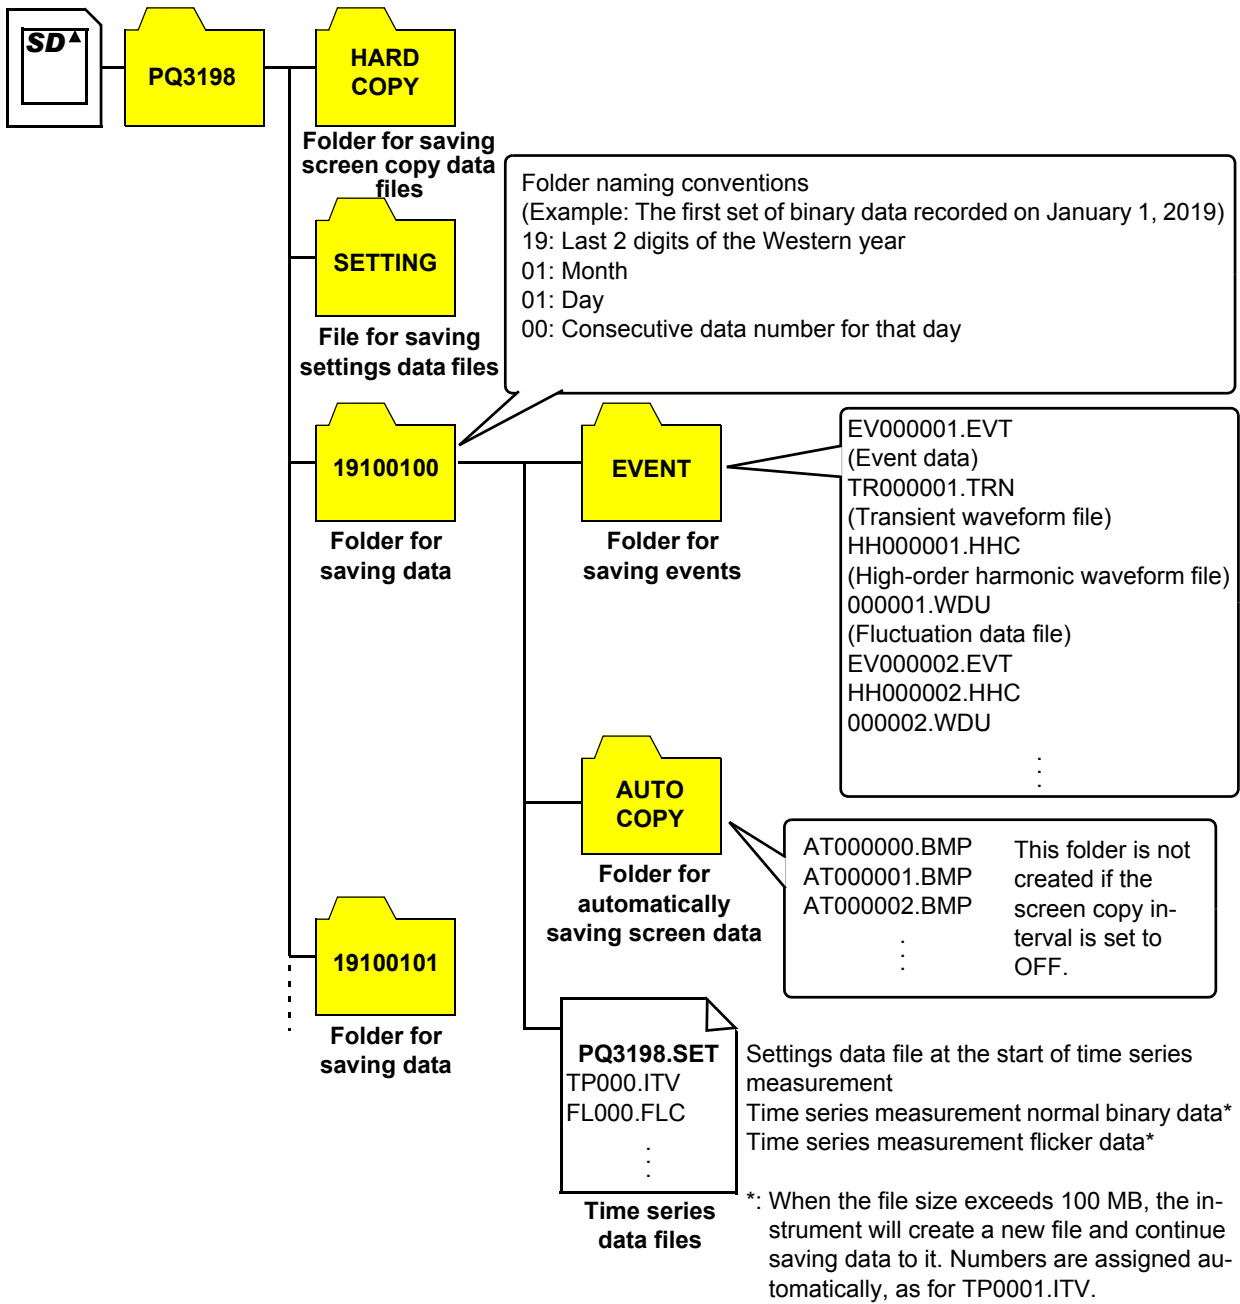 SD
PQ3198
HARD
COPY
Folder for saving
screen copy data
files
SETTING
File for saving
settings data files
Folder naming conventions
(Example: The first set of binary data recorded on January 1, 2019)
19: Last 2 digits of the Western year
01: Month
01: Day
00: Consecutive data number for that day
19100100
Folder for
saving data
EVENT
Folder for
saving events
EV000001.EVT
(Event data)
TR000001.TRN
(Transient waveform file)
HH000001.HHC
(High-order harmonic waveform file)
000001.WDU
(Fluctuation data file)
EV000002.EVT
HH000002.HHC
000002.WDU
AUTO
COPY
Folder for
automatically
saving screen data
AT000000.BMP
AT000001.BMP
AT000002.BMP
This folder is not
created if the
screen copy in-
terval is set to
OFF.
19100101
Folder for
saving data
PQ3198.SET
TP000.ITV
FL000.FLC
Time series
data files
Settings data file at the start of time series
measurement
Time series measurement normal binary data*
Time series measurement flicker data*
*: When the file size exceeds 100 MB, the in-
strument will create a new file and continue
saving data to it. Numbers are assigned au-
tomatically, as for TP0001.ITV.